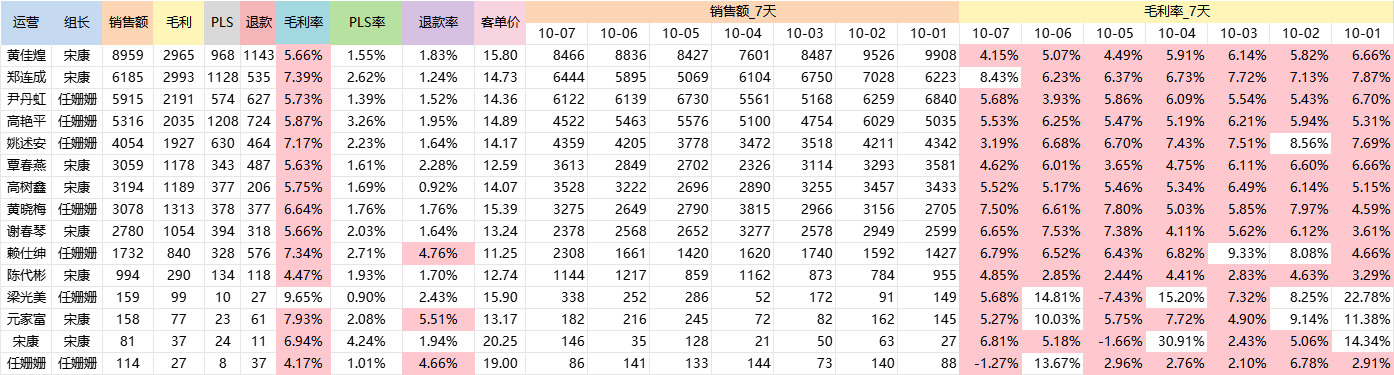 运营 组长 销售额 毛利 PLS 退款 毛利率 PLS率 退款率 客单价 销售额_7天 毛利率_7天
10-07 10-06 10-05 10-04 10-03 10-02 10-01 10-07 10-06 10-05 10-04 10-03 10-02 10-01
黄佳煌 宋康 8959 2965 968 1143 5.66% 1.55% 1.83% 15.80 8466 8836 8427 7601 8487 9526 9908 4.15% 5.07% 4.49% 5.91% 6.14% 5.82% 6.66%
郑连成 宋康 6185 2993 1128 535 7.39% 2.62% 1.24% 14.73 6444 5895 5069 6104 6750 7028 6223 8.43% 6.23% 6.37% 6.73% 7.72% 7.13% 7.87%
尹丹虹 任姗姗 5915 2191 574 627 5.73% 1.39% 1.52% 14.36 6122 6139 6730 5561 5168 6259 6840 5.68% 3.93% 5.86% 6.09% 5.54% 5.43% 6.70%
高艳平 任姗姗 5316 2035 1208 724 5.87% 3.26% 1.95% 14.89 4522 5463 5576 5100 4754 6029 5035 5.53% 6.25% 5.47% 5.19% 6.21% 5.94% 5.31%
姚述安 任姗姗 4054 1927 630 464 7.17% 2.23% 1.64% 14.17 4359 4205 3778 3472 3518 4211 4342 3.19% 6.68% 6.70% 7.43% 7.51% 8.56% 7.69%
覃春燕 宋康 3059 1178 343 487 5.63% 1.61% 2.28% 12.59 3613 2849 2702 2326 3114 3293 3581 4.62% 6.01% 3.65% 4.75% 6.11% 6.60% 6.66%
高树鑫 宋康 3194 1189 377 206 5.75% 1.69% 0.92% 14.07 3528 3222 2696 2890 3255 3457 3433 5.52% 5.17% 5.46% 5.34% 6.49% 6.14% 5.15%
黄晓梅 任姗姗 3078 1313 378 377 6.64% 1.76% 1.76% 15.39 3275 2649 2790 3815 2966 3156 2705 7.50% 6.61% 7.80% 5.03% 5.85% 7.97% 4.59%
谢春琴 宋康 2780 1054 394 318 5.66% 2.03% 1.64% 13.24 2378 2568 2652 3277 2578 2949 2599 6.65% 7.53% 7.38% 4.11% 5.62% 6.12% 3.61%
赖仕绅 任姗姗 1732 840 328 576 7.34% 2.71% 4.76% 11.25 2308 1661 1420 1620 1740 1592 1427 6.79% 6.52% 6.43% 6.82% 9.33% 8.08% 4.66%
陈代彬 宋康 994 290 134 118 4.47% 1.93% 1.70% 12.74 1144 1217 859 1162 873 784 955 4.85% 2.85% 2.44% 4.41% 2.83% 4.63% 3.29%
梁光美 任姗姗 159 99 10 27 9.65% 0.90% 2.43% 15.90 338 252 286 52 172 91 149 5.68% 14.81% -7.43% 15.20% 7.32% 8.25% 22.78%
元家富 宋康 158 77 23 61 7.93% 2.08% 5.51% 13.17 182 216 245 72 82 162 145 5.27% 10.03% 5.75% 7.72% 4.90% 9.14% 11.38%
宋康 宋康 81 37 24 11 6.94% 4.24% 1.94% 20.25 146 35 128 21 50 63 27 6.81% 5.18% -1.66% 30.91% 2.43% 5.06% 14.34%
任姗姗 任姗姗 114 27 8 37 4.17% 1.01% 4.66% 19.00 86 141 133 144 73 140 88 -1.27% 13.67% 2.96% 2.76% 2.10% 6.78% 2.91%